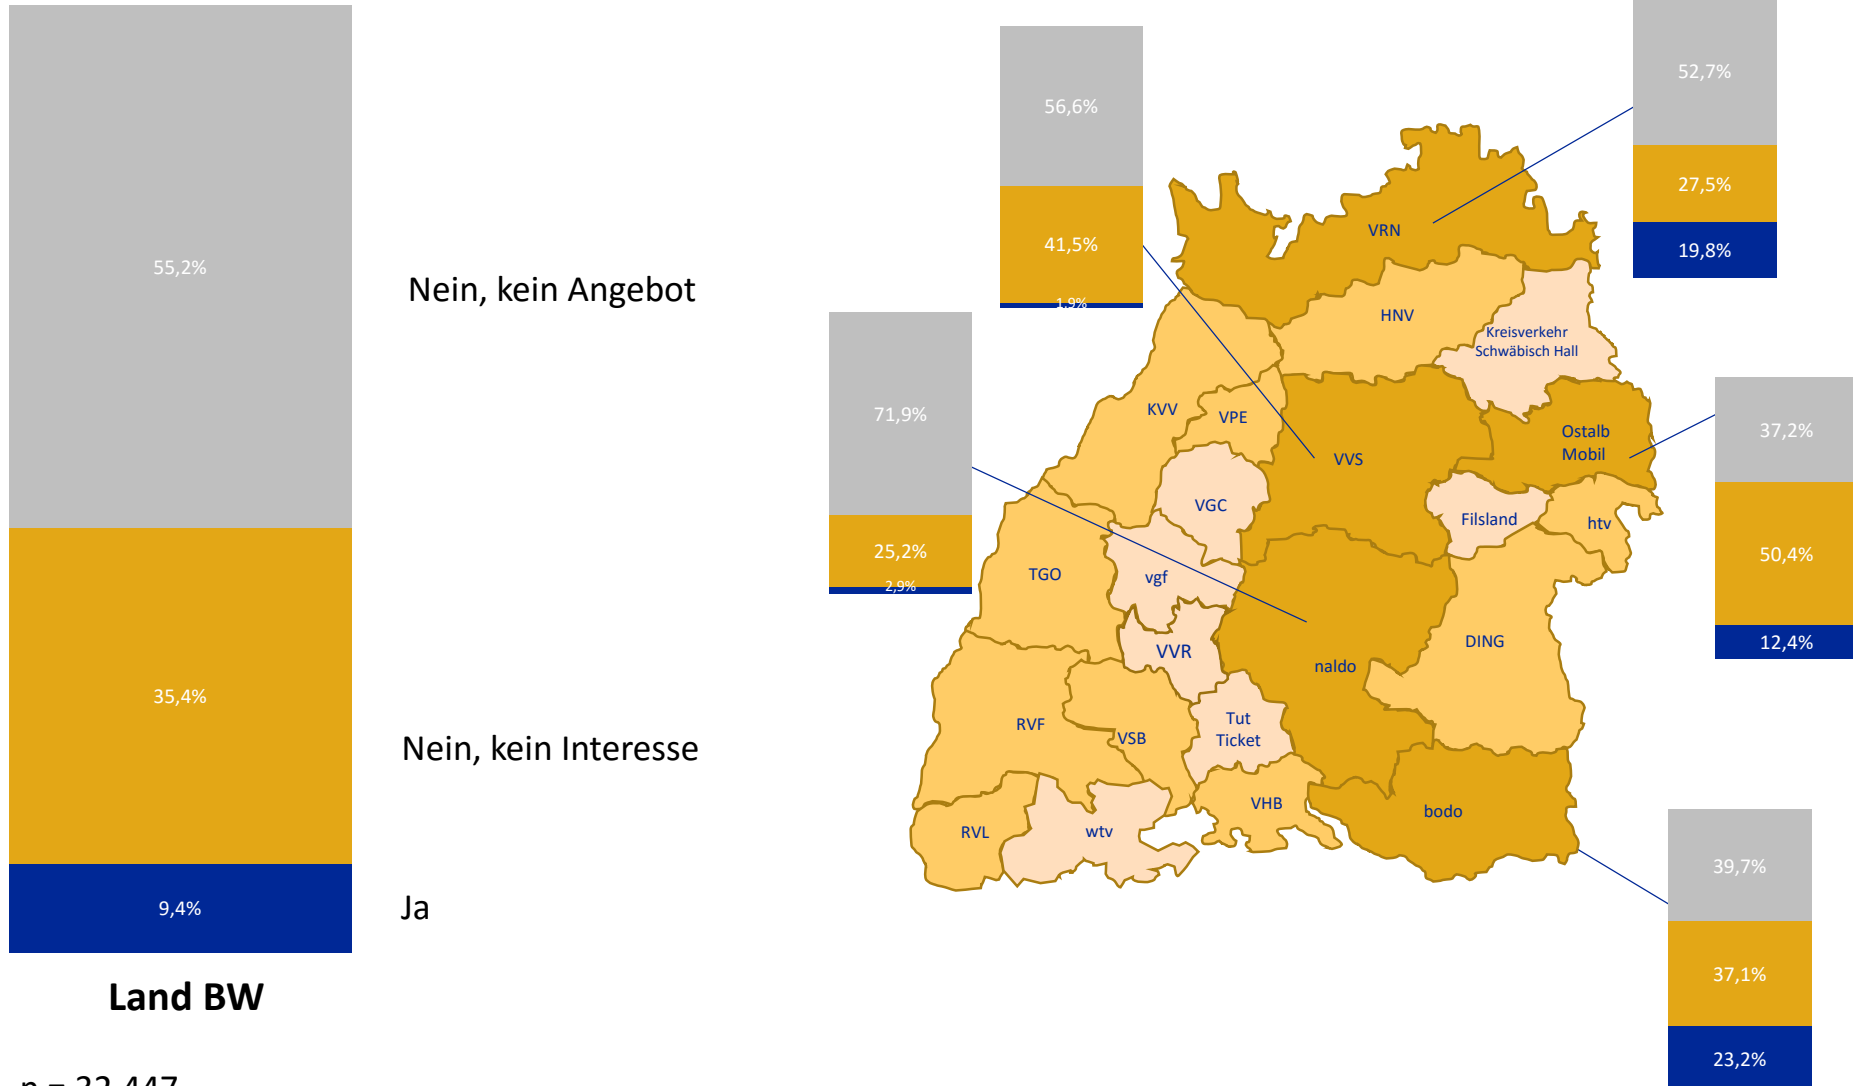 55,2%
35,4%
9,4%
Land BW
Nein, kein Angebot
Nein, kein Interesse
Ja
56,6%
41,5%
1,9%
52,7%
27,5%
19,8%
71,9%
25,2%
2,9%
37,2%
50,4%
12,4%
39,7%
37,1%
23,2%
VRN
HNV
Kreisverkehr
Schwäbisch Hall
KVV
VPE
VVS
Ostalb
Mobil
VGC
Filsland
htv
TGO
vgf
VVR
naldo
DING
RVF
VSB
Tut
Ticket
VHB
bodo
RVL
wtv
n = 32.447